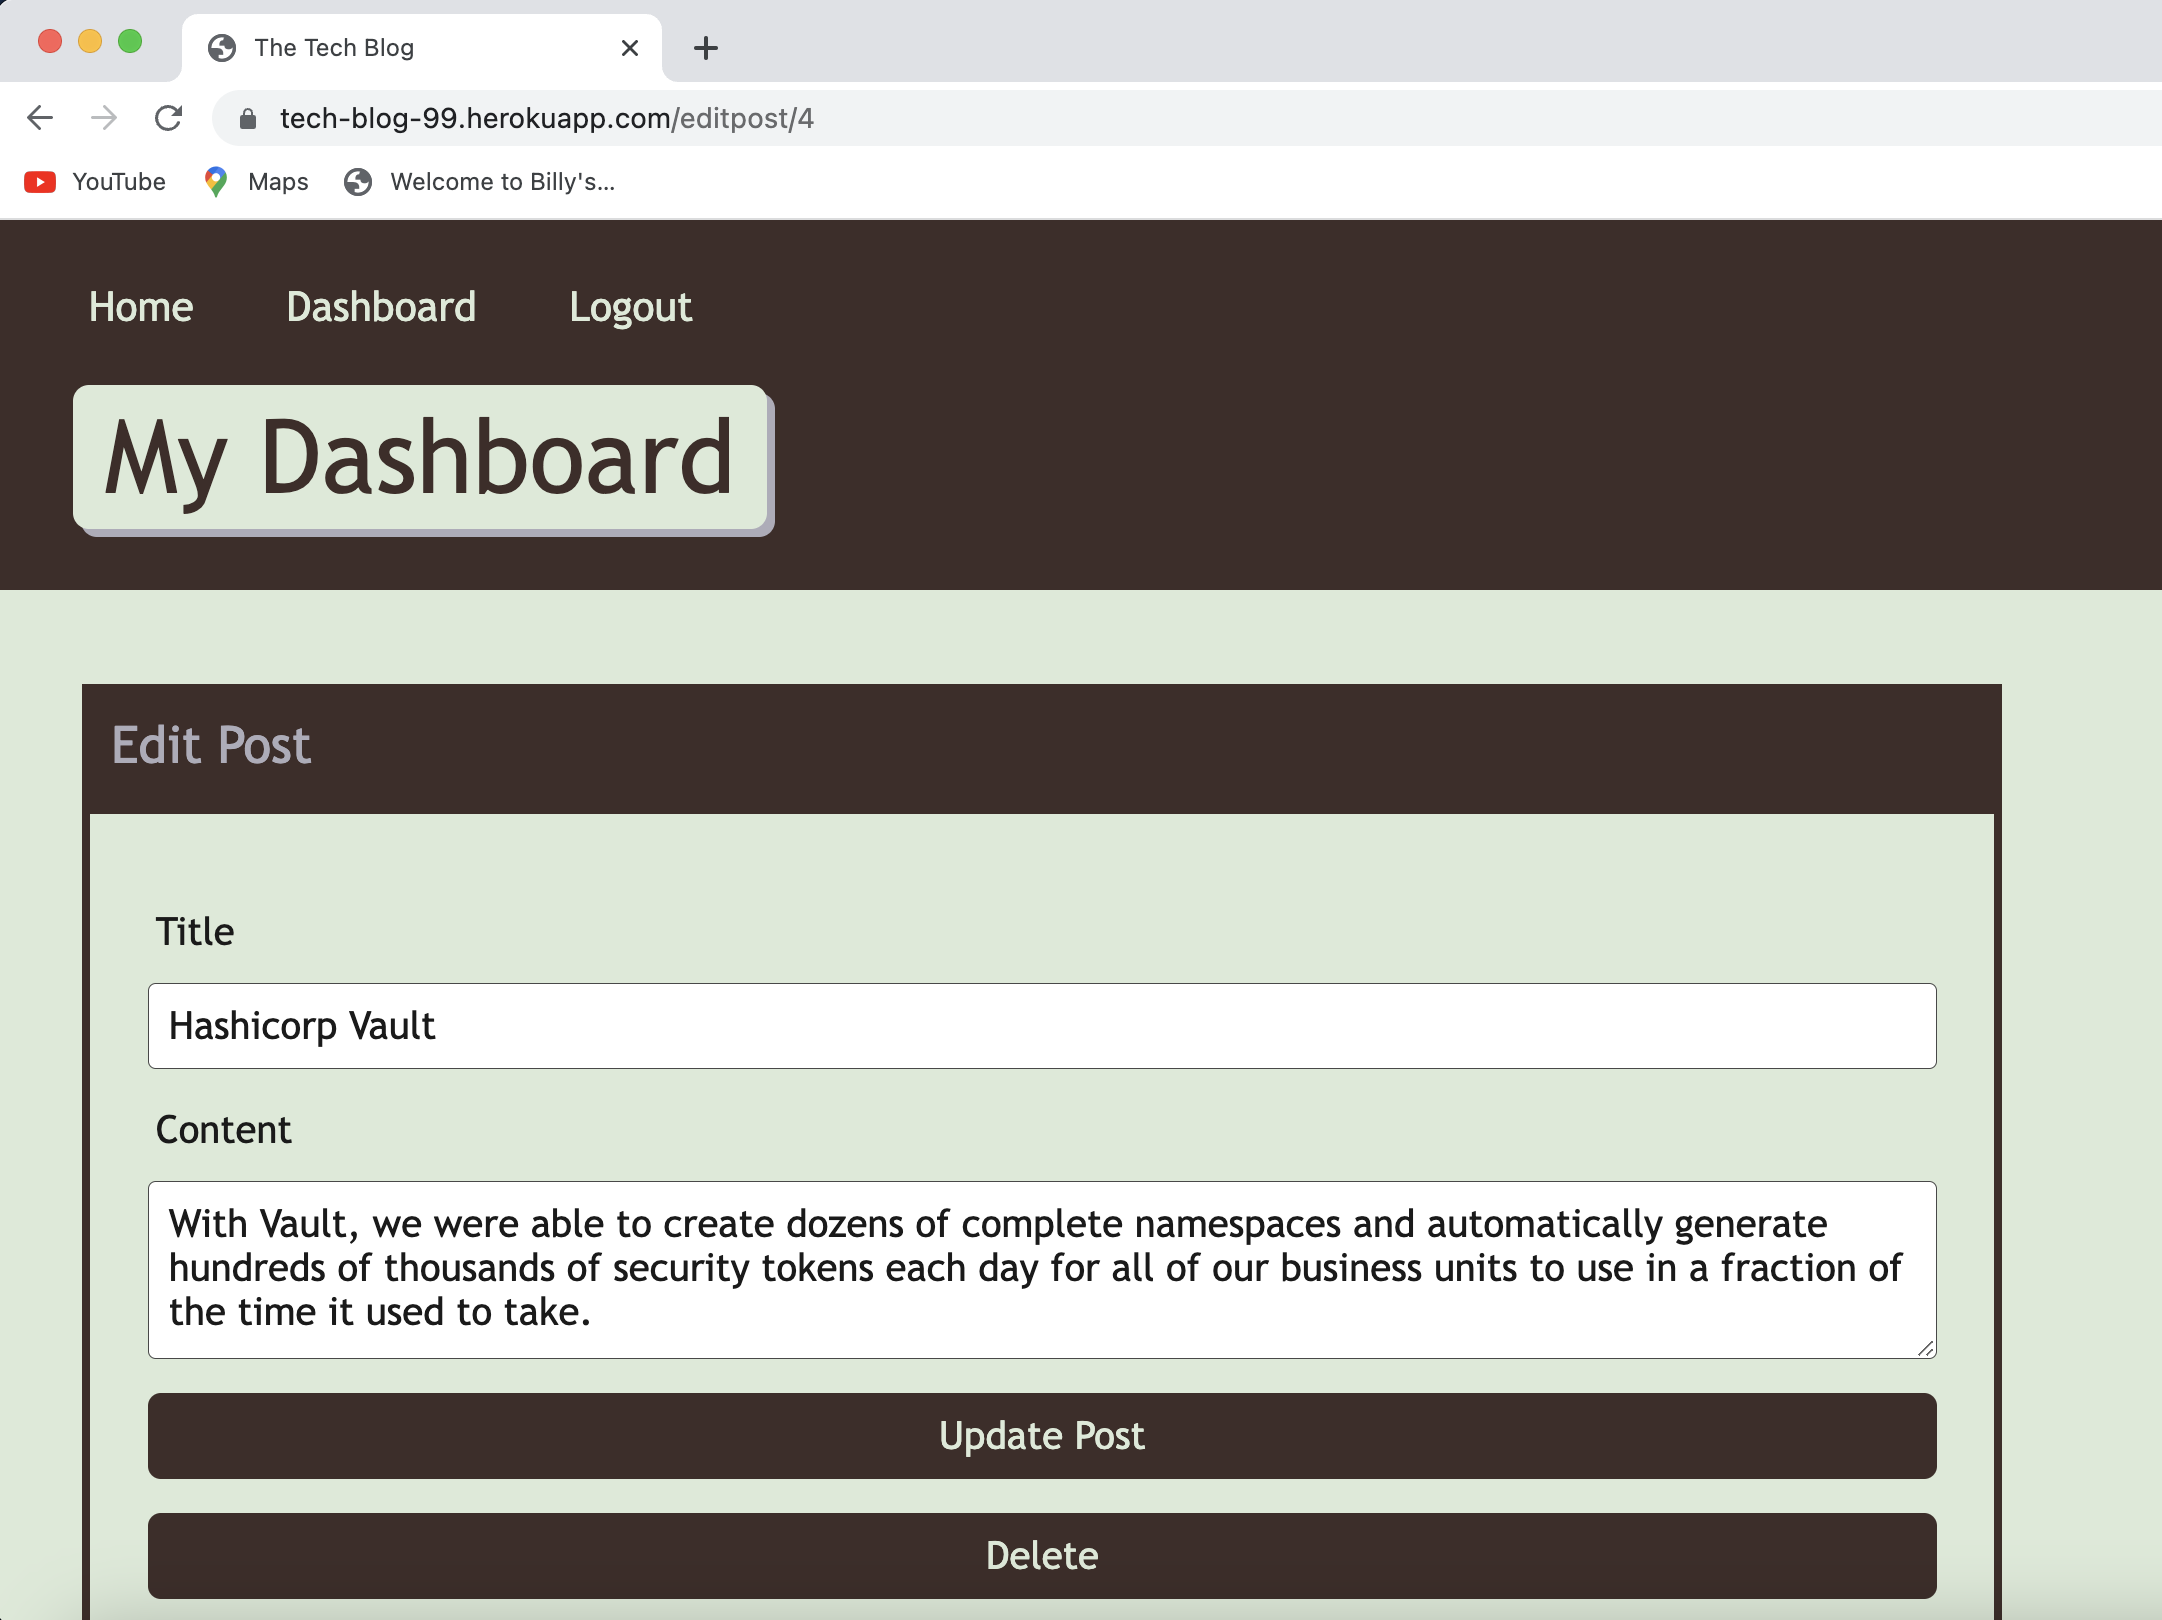 The Tech Blog
tech-blog-99.herokuapp.com/editpost/4
YouTube Maps Welcome to Billy's...
Home Dashboard Logout
My Dashboard
Edit Post
Title
Hashicorp Vault
Content
With Vault, we were able to create dozens of complete namespaces and automatically generate
hundreds of thousands of security tokens each day for all of our business units to use in a fraction of
the time it used to take.
Update Post
Delete